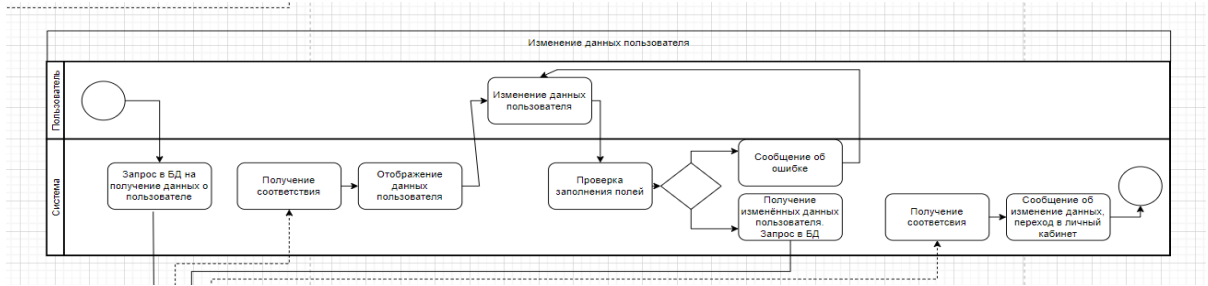 Изменение данных пользователя
Пользователь
Изменение данных
пользователя
Система
Запрос в БД на
получение данных о
пользователе
Получение
соответствия
Отображение
данных
пользователя
Проверка
заполнения полей
Сообщение об
ошибке
Получение
изменённых данных
пользователя.
Запрос в БД
Получение
соответсвия
Сообщение об
изменение данных,
переход в личный
кабинет